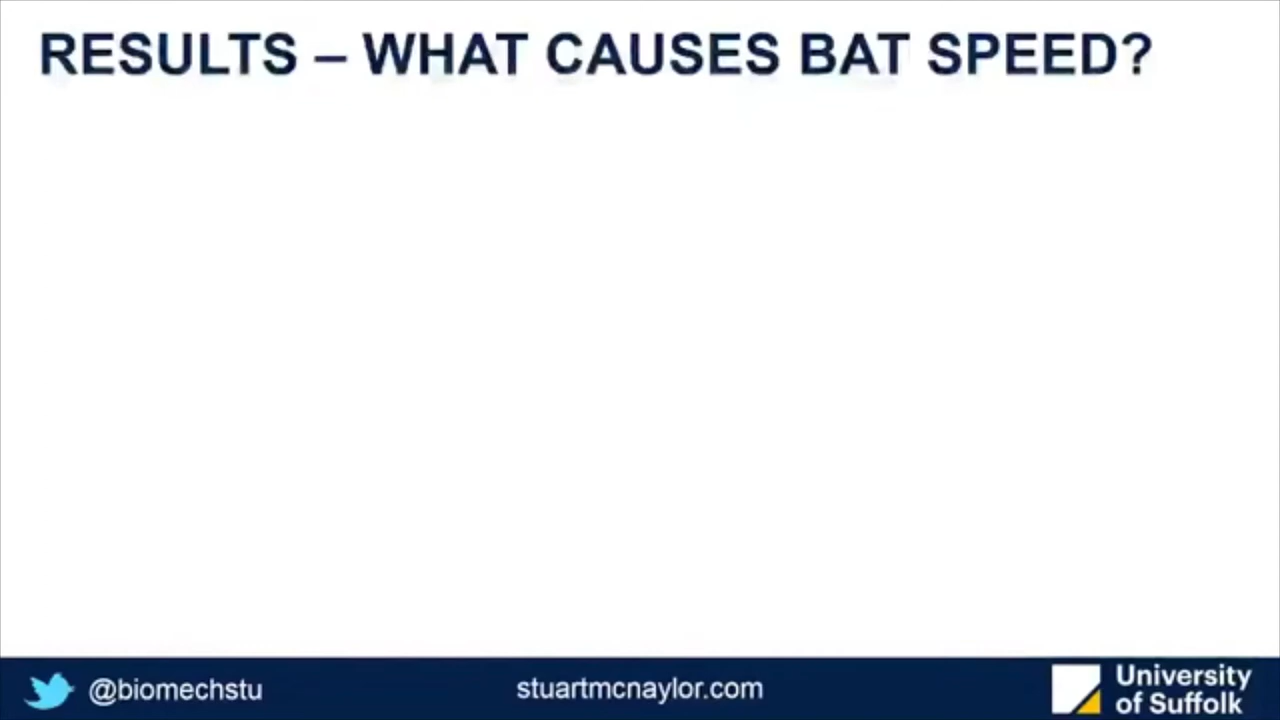 RESULTS – WHAT CAUSES BAT SPEED?
@biomechstu
stuartmcnaylor.com
University
of Suffolk